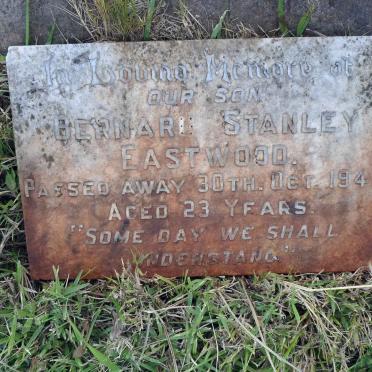 In Loving Memory of
OUR SON
BERNARD STANLEY
EASTWOOD.
PASSED AWAY 30TH. OCT. 194
AGED 23 YEARS.
"SOME DAY WE SHALL
UNDERSTAND."